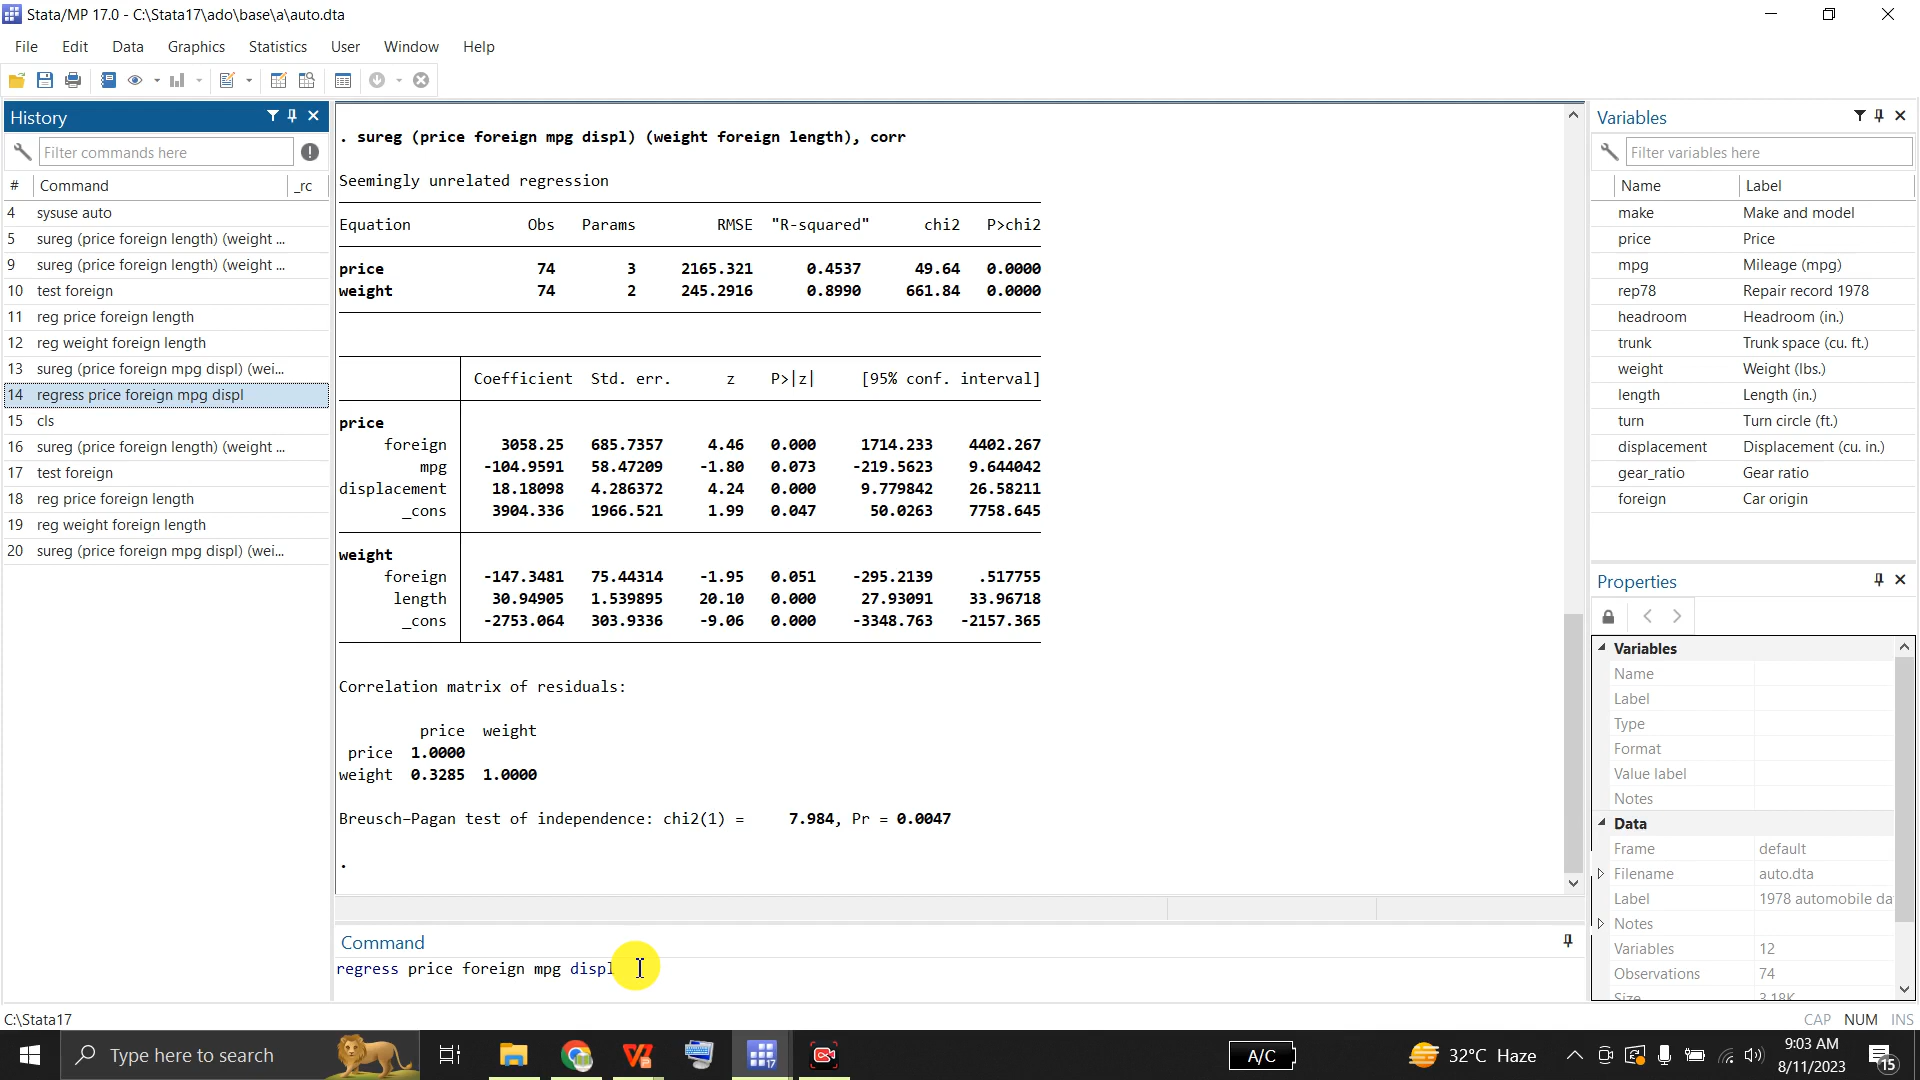 Stata/MP 17.0 - C:\Stata17\ado\base\a\auto.dta
File Edit Data Graphics Statistics User Window Help
History
Filter commands here
# Command _rc
4 sysuse auto
5 sureg (price foreign length) (weight ...
9 sureg (price foreign length) (weight ...
10 test foreign
11 reg price foreign length
12 reg weight foreign length
13 sureg (price foreign mpg displ) (wei...
14 regress price foreign mpg displ
15 cls
16 sureg (price foreign length) (weight ...
17 test foreign
18 reg price foreign length
19 reg weight foreign length
20 sureg (price foreign mpg displ) (wei...
. sureg (price foreign mpg displ) (weight foreign length), corr
Seemingly unrelated regression
Equation Obs Params RMSE "R-squared" chi2 P>chi2
price 74 3 2165.321 0.4537 49.64 0.0000
weight 74 2 245.2916 0.8990 661.84 0.0000
Coefficient Std. err. z P>|z| [95% conf. interval]
price
foreign 3058.25 685.7357 4.46 0.000 1714.233 4402.267
mpg -104.9591 58.47209 -1.80 0.073 -219.5623 9.644042
displacement 18.18098 4.286372 4.24 0.000 9.779842 26.58211
_cons 3904.336 1966.521 1.99 0.047 50.0263 7758.645
weight
foreign -147.3481 75.44314 -1.95 0.051 -295.2139 .517755
length 30.94905 1.539895 20.10 0.000 27.93091 33.96718
_cons -2753.064 303.9336 -9.06 0.000 -3348.763 -2157.365
Correlation matrix of residuals:
price weight
price 1.0000
weight 0.3285 1.0000
Breusch–Pagan test of independence: chi2(1) = 7.984, Pr = 0.0047
.
Command
regress price foreign mpg displ
Variables
Filter variables here
Name Label
make Make and model
price Price
mpg Mileage (mpg)
rep78 Repair record 1978
headroom Headroom (in.)
trunk Trunk space (cu. ft.)
weight Weight (lbs.)
length Length (in.)
turn Turn circle (ft.)
displacement Displacement (cu. in.)
gear_ratio Gear ratio
foreign Car origin
Properties
Variables
Name
Label
Type
Format
Value label
Notes
Data
Frame default
Filename auto.dta
Label 1978 automobile da
Notes
Variables 12
Observations 74
Size 3.18K
C:\Stata17
CAP NUM INS
Type here to search
A/C
32°C Haze
9:03 AM
8/11/2023
15